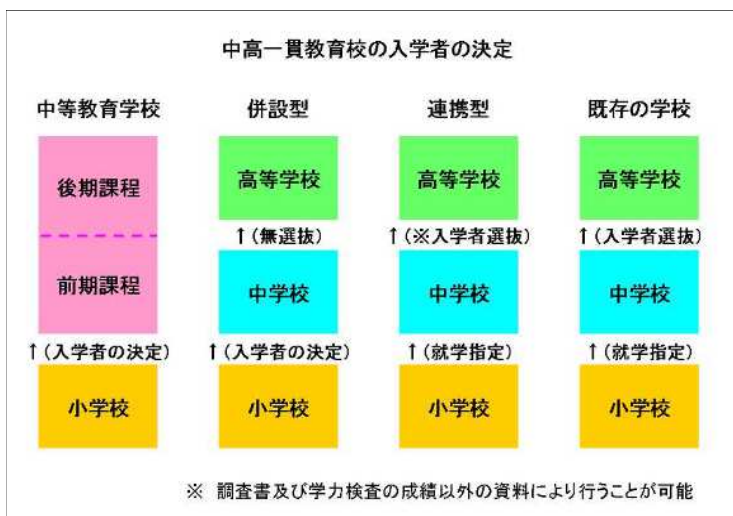 中高一貫教育校の入学者の決定
中等教育学校 併設型 連携型 既存の学校
後期課程 高等学校 高等学校 高等学校
↑(無選抜) ↑(※入学者選抜) ↑(入学者選抜)
前期課程 中学校 中学校 中学校
↑(入学者の決定) ↑(入学者の決定) ↑(就学指定) ↑(就学指定)
小学校 小学校 小学校 小学校
※ 調査書及び学力検査の成績以外の資料により行うことが可能